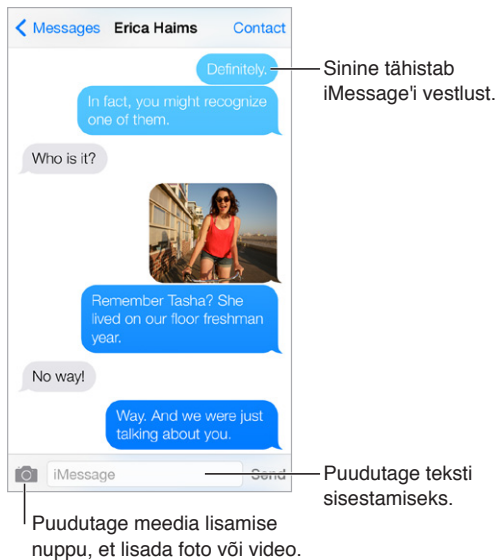 Messages Erica Haims Contact
Definitely.
Sinine tähistab
iMessage'i vestlust.
In fact, you might recognize
one of them.
Who is it?
Remember Tasha? She
lived on our floor freshman
year.
No way!
Way. And we were just
talking about you.
iMessage Send
Puudutage teksti
sisestamiseks.
Puudutage meedia lisamise
nuppu, et lisada foto või video.